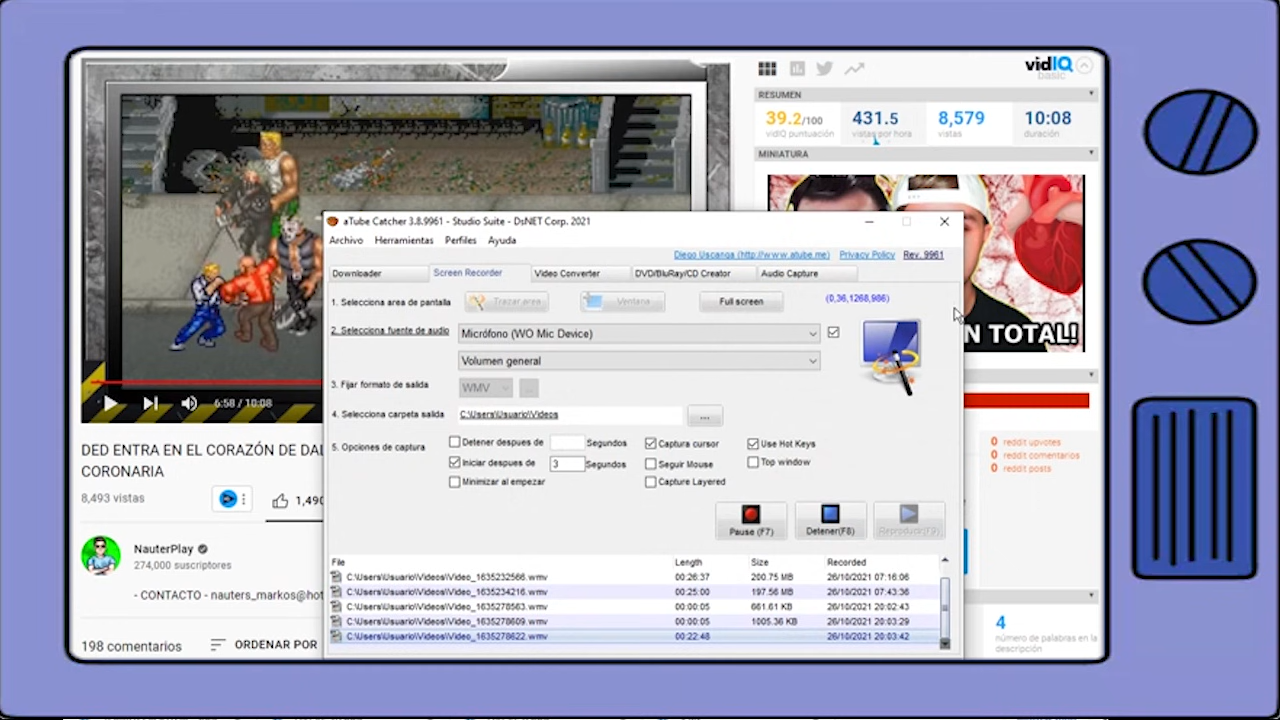 vidIQ
basic
RESUMEN
39.2/100
vidIQ puntuación
431.5
vistas por hora
8,579
vistas
10:08
duración
MINIATURA
N TOTAL!
6:58 / 10:08
DED ENTRA EN EL CORAZÓN DE DAL
CORONARIA
8,493 vistas
1,490
NauterPlay
274,000 suscriptores
- CONTACTO - nauters_markos@hot
198 comentarios
ORDENAR POR
aTube Catcher 3.8.9961 - Studio Suite - DsNET Corp. 2021
Archivo Herramientas Perfiles Ayuda
Diego Uscanga (http://www.atube.me) Privacy Policy Rev. 9961
Downloader Screen Recorder Video Converter DVD/BluRay/CD Creator Audio Capture
1. Selecciona area de pantalla Trazar area Ventana Full screen (0,36,1268,986)
2. Selecciona fuente de audio Micrófono (WO Mic Device)
Volumen general
3. Fijar formato de salida WMV ...
4. Selecciona carpeta salida C:\Users\Usuario\Videos ...
5. Opciones de captura Detener despues de Segundos Captura cursor Use Hot Keys
Iniciar despues de 3 Segundos Seguir Mouse Top window
Minimizar al empezar Capture Layered
Pause (F7) Detener(F8) Reproducir(F9)
File Length Size Recorded
C:\Users\Usuario\Videos\Video_1635232566.wmv 00:26:37 200.75 MB 26/10/2021 07:16:06
C:\Users\Usuario\Videos\Video_1635234216.wmv 00:25:00 197.56 MB 26/10/2021 07:43:36
C:\Users\Usuario\Videos\Video_1635278563.wmv 00:00:05 661.61 KB 26/10/2021 20:02:43
C:\Users\Usuario\Videos\Video_1635278609.wmv 00:00:05 1005.36 KB 26/10/2021 20:03:29
C:\Users\Usuario\Videos\Video_1635278622.wmv 00:22:48 26/10/2021 20:03:42
0 reddit upvotes
0 reddit comentarios
0 reddit posts
4
número de palabras en la
descripción